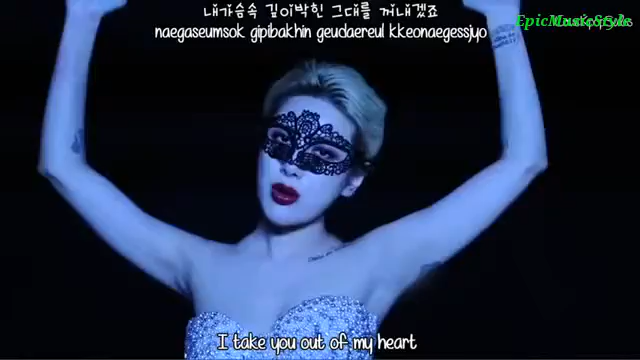 내가슴속 깊이박힌 그대를 꺼내겠죠
naegaseumsok gipibakhin geudaereul kkeonaegessjyo
EpicMusicStyle
I take you out of my heart